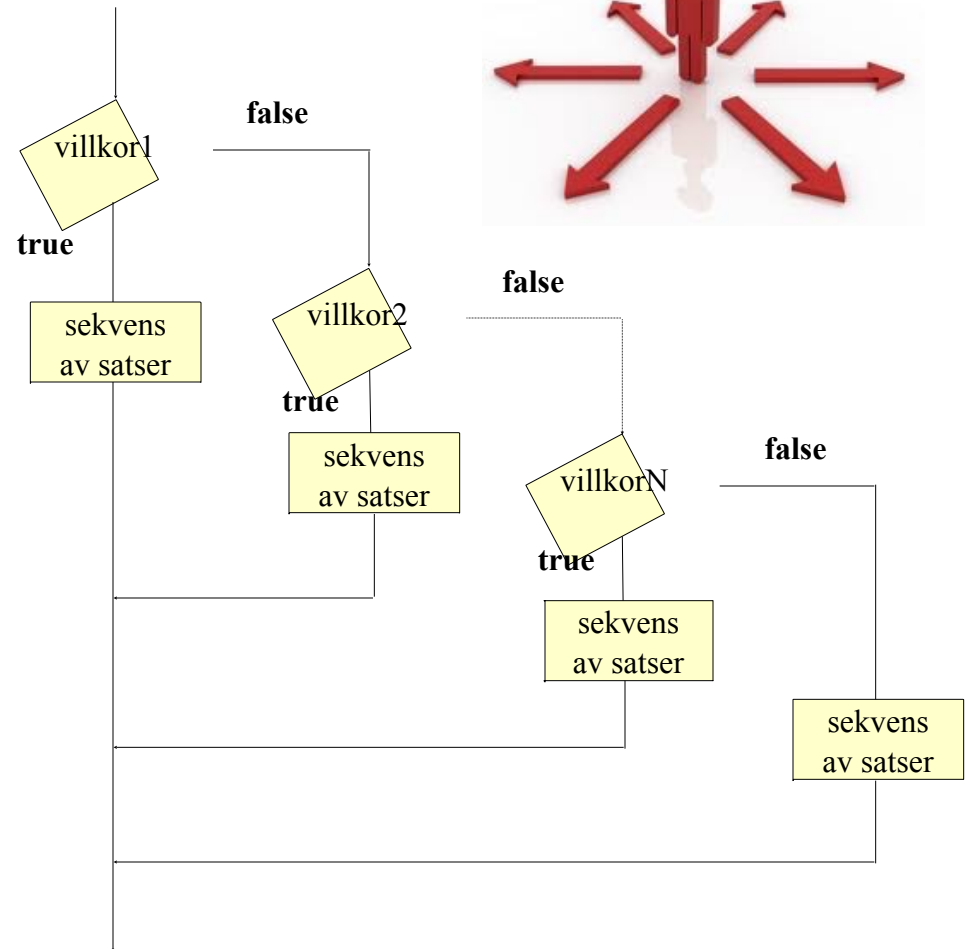 false
villkor1
true
sekvens
av satser
false
villkor2
true
sekvens
av satser
false
villkorN
true
sekvens
av satser
sekvens
av satser